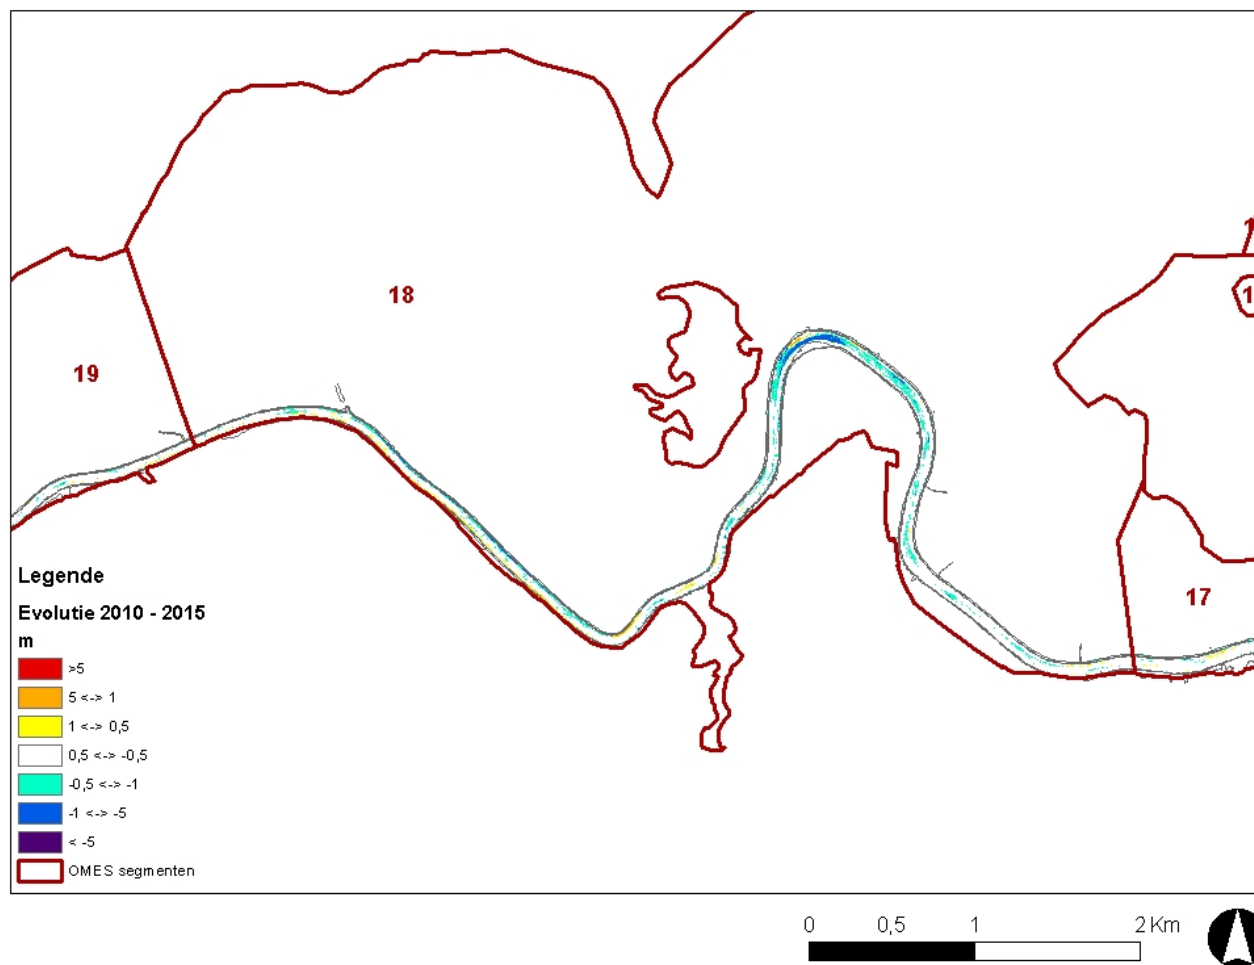 18
19
17
Legende
Evolutie 2010 - 2015
m
>5
5 <-> 1
1 <-> 0,5
0,5 <-> -0,5
-0,5 <-> -1
-1 <-> -5
< -5
OMES segmenten
0 0,5 1 2 Km